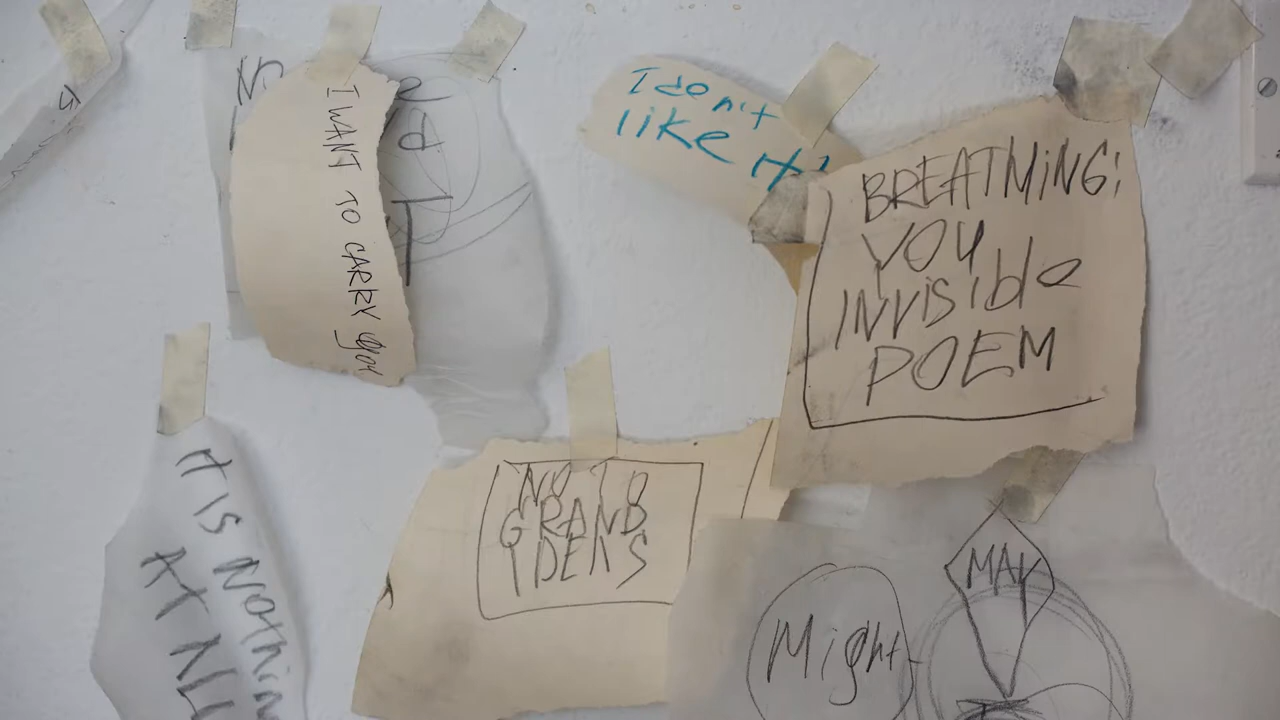 I WANT TO CARRY you
I don't
like it!
BREATHING:
YOU
INVISIBLE
POEM
NO TO
GRAND
IDEAS
IT IS NOTHIN
AT ALL
Might
MAY